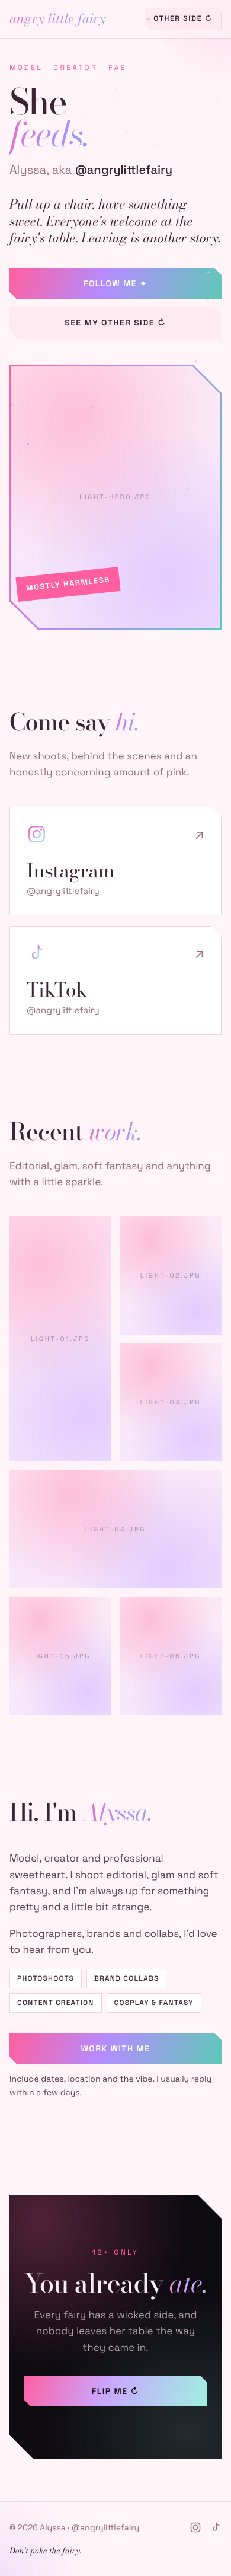 angry little fairy
OTHER SIDE ↻
MODEL · CREATOR · FAE
She
feeds.
Alyssa, aka @angrylittlefairy
Pull up a chair, have something
sweet. Everyone's welcome at the
fairy's table. Leaving is another story.
FOLLOW ME ✦
SEE MY OTHER SIDE ↻
LIGHT-HERO.JPG
MOSTLY HARMLESS
Come say hi.
New shoots, behind the scenes and an
honestly concerning amount of pink.
Instagram
@angrylittlefairy
TikTok
@angrylittlefairy
Recent work.
Editorial, glam, soft fantasy and anything
with a little sparkle.
LIGHT-01.JPG
LIGHT-02.JPG
LIGHT-03.JPG
LIGHT-04.JPG
LIGHT-05.JPG
LIGHT-06.JPG
Hi, I'm Alyssa.
Model, creator and professional
sweetheart. I shoot editorial, glam and soft
fantasy, and I'm always up for something
pretty and a little bit strange.
Photographers, brands and collabs, I'd love
to hear from you.
PHOTOSHOOTS
BRAND COLLABS
CONTENT CREATION
COSPLAY & FANTASY
WORK WITH ME
Include dates, location and the vibe. I usually reply
within a few days.
18+ ONLY
You already ate.
Every fairy has a wicked side, and
nobody leaves her table the way
they came in.
FLIP ME ↻
© 2026 Alyssa · @angrylittlefairy
Don't poke the fairy.